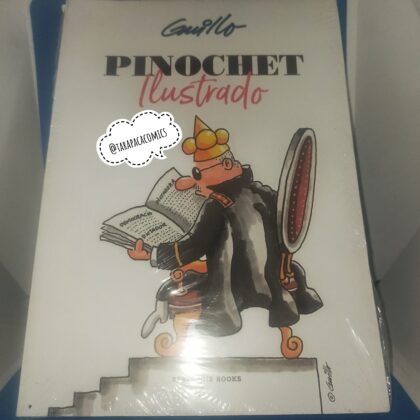 Guillo
PINOCHET
Ilustrado
@TARAPACACOMICS
BOOKS
© Guillo